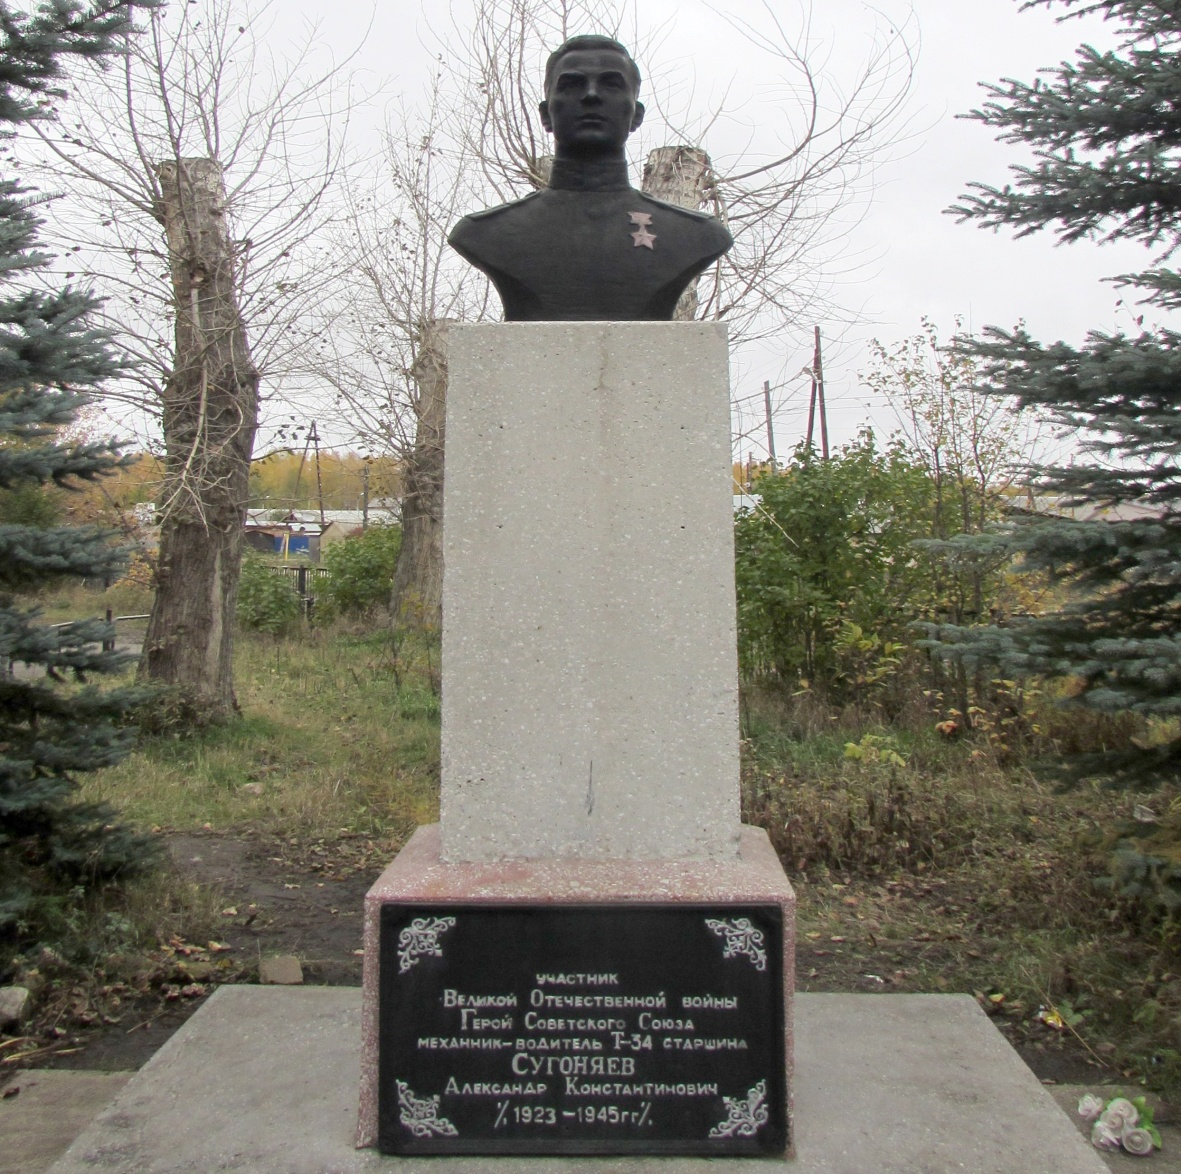 УЧАСТНИК
ВЕЛИКОЙ ОТЕЧЕСТВЕННОЙ ВОЙНЫ
ГЕРОЙ СОВЕТСКОГО СОЮЗА
МЕХАНИК-ВОДИТЕЛЬ Т-34 СТАРШИНА
СУГОНЯЕВ
АЛЕКСАНДР КОНСТАНТИНОВИЧ
/1923 – 1945гг/